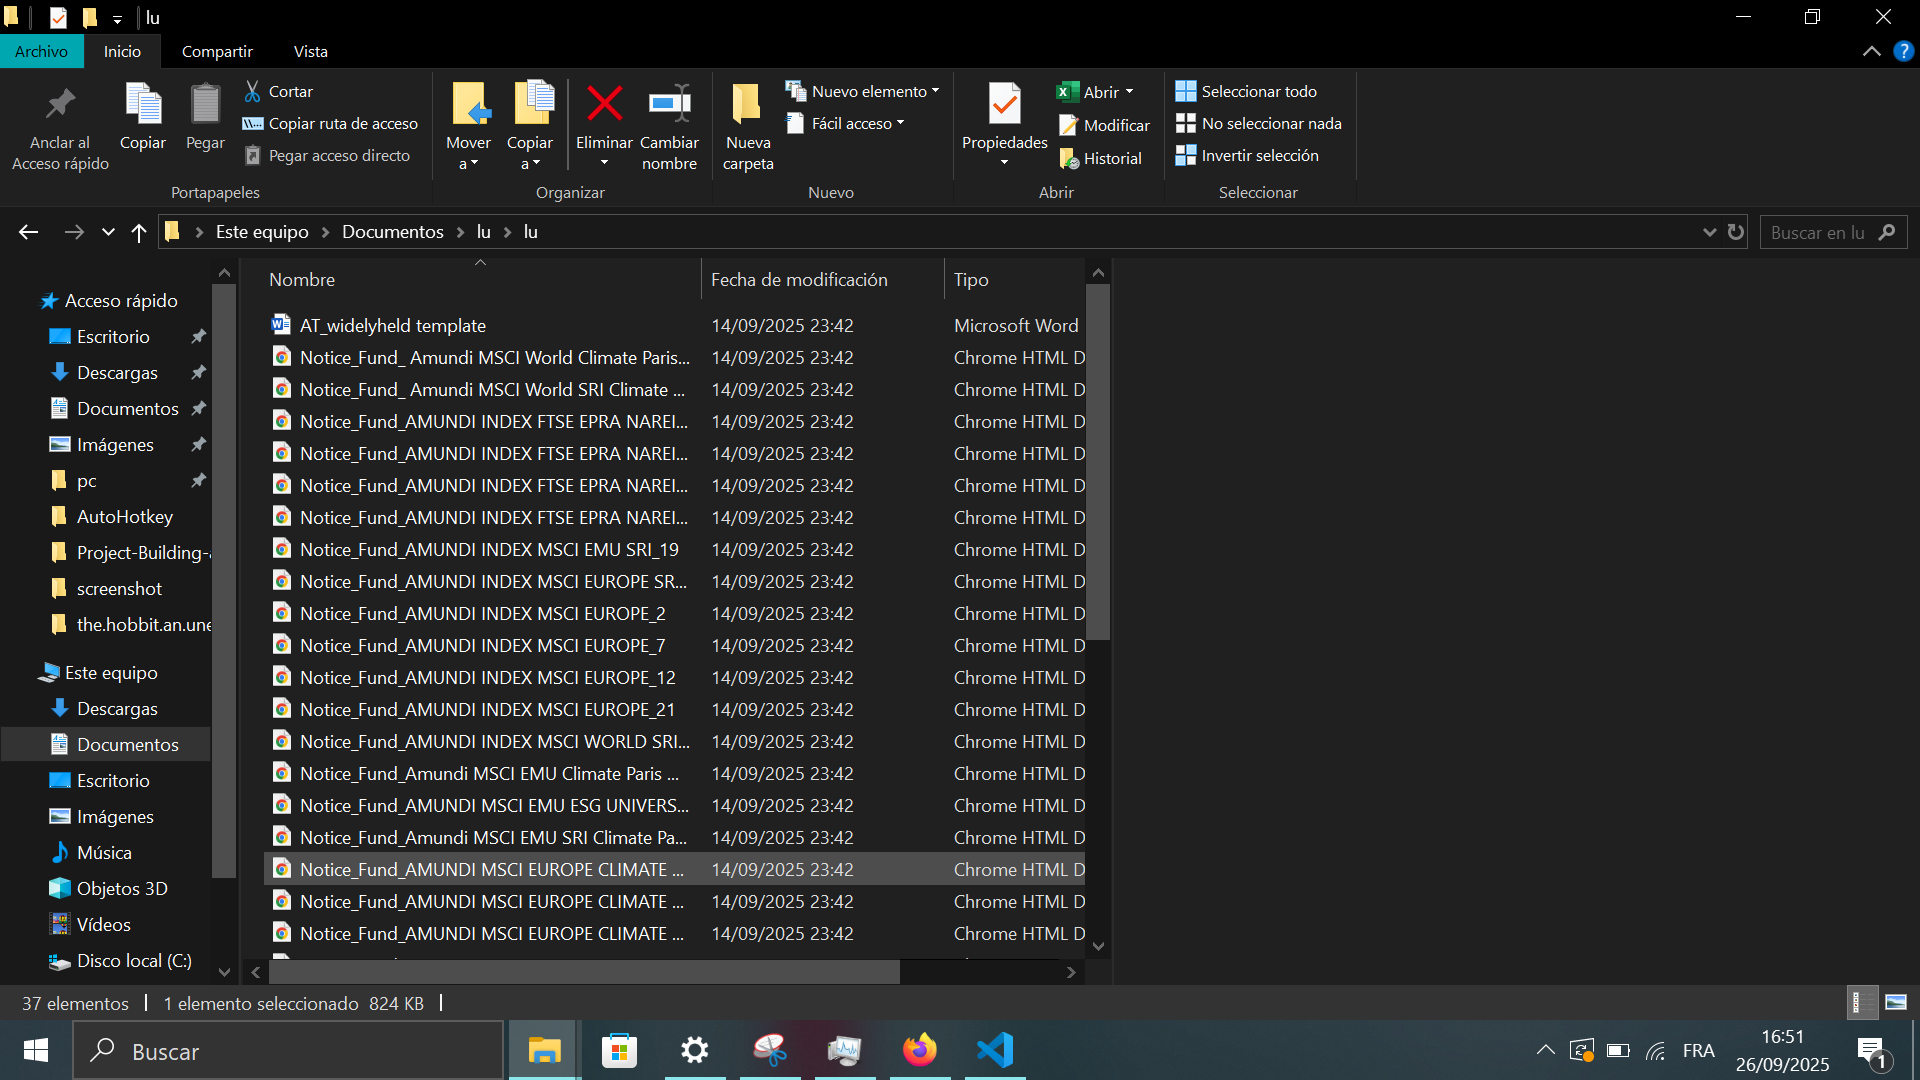 lu
Archivo Inicio Compartir Vista
Anclar al Acceso rápido
Copiar
Pegar
Cortar
Copiar ruta de acceso
Pegar acceso directo
Portapapeles
Mover a
Copiar a
Eliminar
Cambiar nombre
Organizar
Nueva carpeta
Nuevo elemento
Fácil acceso
Nuevo
Propiedades
Abrir
Modificar
Historial
Abrir
Seleccionar todo
No seleccionar nada
Invertir selección
Seleccionar
Este equipo > Documentos > lu > lu
Buscar en lu
Acceso rápido
Escritorio
Descargas
Documentos
Imágenes
pc
AutoHotkey
Project-Building-
screenshot
the.hobbit.an.une
Este equipo
Descargas
Documentos
Escritorio
Imágenes
Música
Objetos 3D
Vídeos
Disco local (C:)
Nombre Fecha de modificación Tipo
AT_widelyheld template 14/09/2025 23:42 Microsoft Word
Notice_Fund_ Amundi MSCI World Climate Paris... 14/09/2025 23:42 Chrome HTML D
Notice_Fund_ Amundi MSCI World SRI Climate ... 14/09/2025 23:42 Chrome HTML D
Notice_Fund_AMUNDI INDEX FTSE EPRA NAREI... 14/09/2025 23:42 Chrome HTML D
Notice_Fund_AMUNDI INDEX FTSE EPRA NAREI... 14/09/2025 23:42 Chrome HTML D
Notice_Fund_AMUNDI INDEX FTSE EPRA NAREI... 14/09/2025 23:42 Chrome HTML D
Notice_Fund_AMUNDI INDEX FTSE EPRA NAREI... 14/09/2025 23:42 Chrome HTML D
Notice_Fund_AMUNDI INDEX MSCI EMU SRI_19 14/09/2025 23:42 Chrome HTML D
Notice_Fund_AMUNDI INDEX MSCI EUROPE SR... 14/09/2025 23:42 Chrome HTML D
Notice_Fund_AMUNDI INDEX MSCI EUROPE_2 14/09/2025 23:42 Chrome HTML D
Notice_Fund_AMUNDI INDEX MSCI EUROPE_7 14/09/2025 23:42 Chrome HTML D
Notice_Fund_AMUNDI INDEX MSCI EUROPE_12 14/09/2025 23:42 Chrome HTML D
Notice_Fund_AMUNDI INDEX MSCI EUROPE_21 14/09/2025 23:42 Chrome HTML D
Notice_Fund_AMUNDI INDEX MSCI WORLD SRI... 14/09/2025 23:42 Chrome HTML D
Notice_Fund_Amundi MSCI EMU Climate Paris ... 14/09/2025 23:42 Chrome HTML D
Notice_Fund_AMUNDI MSCI EMU ESG UNIVERS... 14/09/2025 23:42 Chrome HTML D
Notice_Fund_Amundi MSCI EMU SRI Climate Pa... 14/09/2025 23:42 Chrome HTML D
Notice_Fund_AMUNDI MSCI EUROPE CLIMATE ... 14/09/2025 23:42 Chrome HTML D
Notice_Fund_AMUNDI MSCI EUROPE CLIMATE ... 14/09/2025 23:42 Chrome HTML D
Notice_Fund_AMUNDI MSCI EUROPE CLIMATE ... 14/09/2025 23:42 Chrome HTML D
37 elementos 1 elemento seleccionado 824 KB
Buscar
FRA
16:51
26/09/2025
1